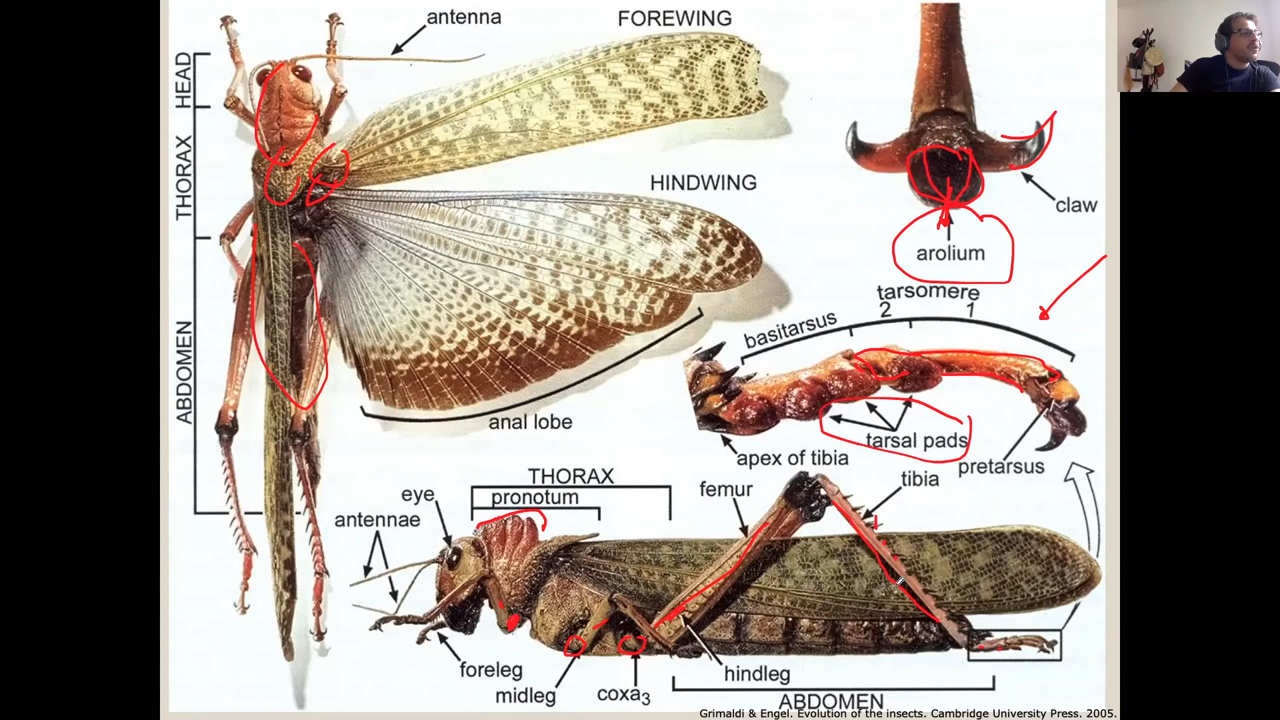 antenna
FOREWING
HEAD
THORAX
ABDOMEN
HINDWING
anal lobe
claw
arolium
tarsomere
basitarsus
2
1
tarsal pads
apex of tibia
pretarsus
THORAX
pronotum
eye
antennae
femur
tibia
foreleg
midleg
coxa3
hindleg
ABDOMEN
Grimaldi & Engel. Evolution of the insects. Cambridge University Press. 2005.